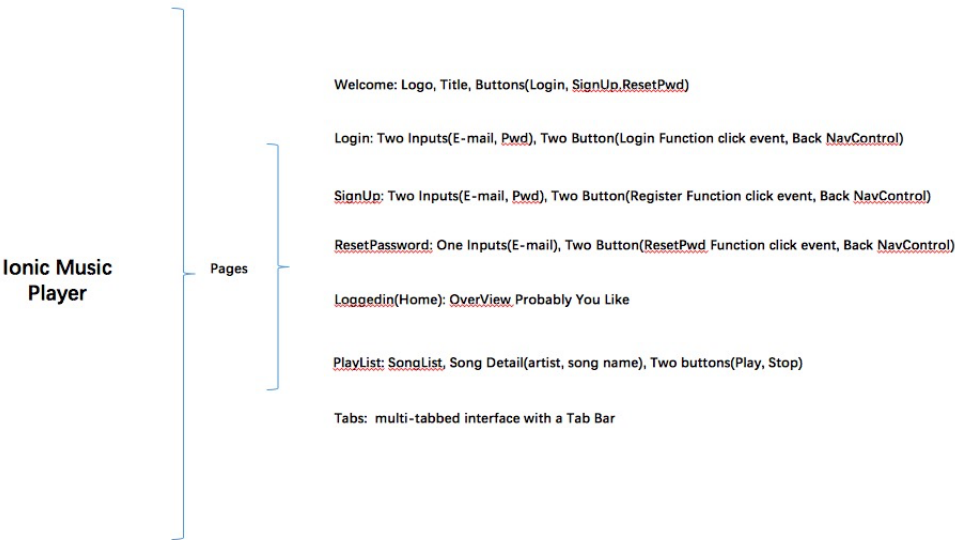 Welcome: Logo, Title, Buttons(Login, SignUp.ResetPwd)
Login: Two Inputs(E-mail, Pwd), Two Button(Login Function click event, Back NavControl)
SignUp: Two Inputs(E-mail, Pwd), Two Button(Register Function click event, Back NavControl)
ResetPassword: One Inputs(E-mail), Two Button(ResetPwd Function click event, Back NavControl)
Ionic Music
Player
Pages
Loggedin(Home): OverView Probably You Like
PlayList: SongList, Song Detail(artist, song name), Two buttons(Play, Stop)
Tabs: multi-tabbed interface with a Tab Bar